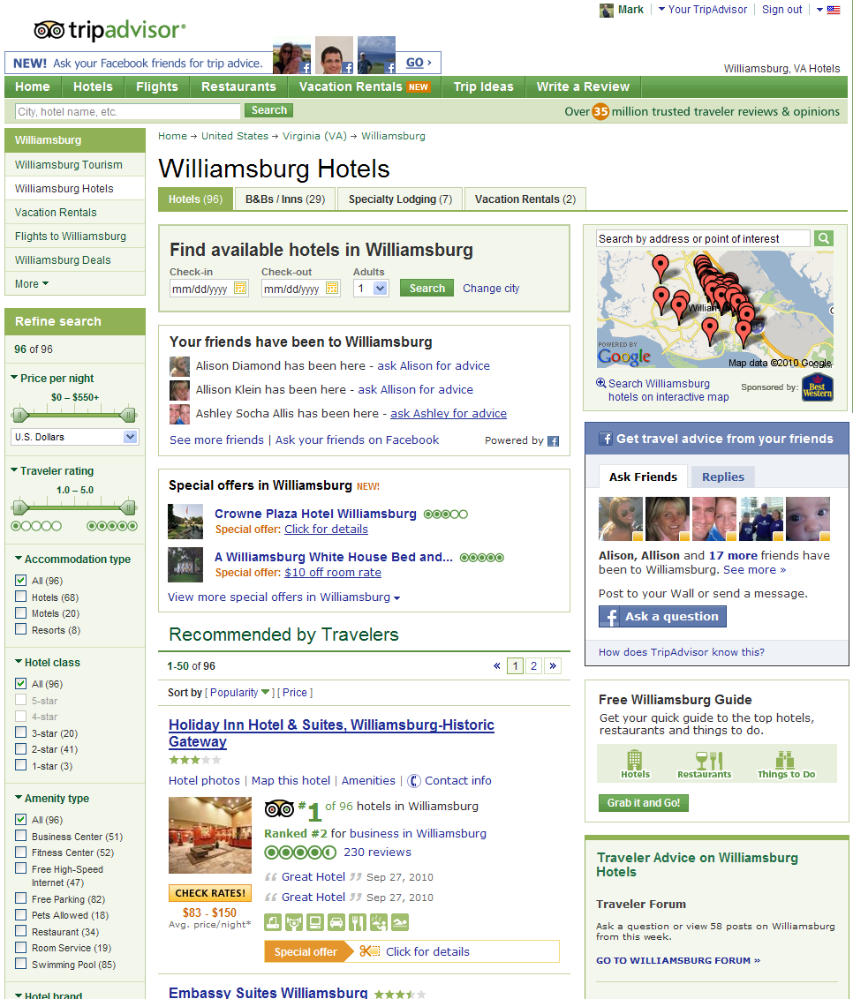 Mark
Your TripAdvisor
Sign out
tripadvisor®
NEW! Ask your Facebook friends for trip advice.
GO ›
Williamsburg, VA Hotels
Home
Hotels
Flights
Restaurants
Vacation Rentals NEW
Trip Ideas
Write a Review
City, hotel name, etc.
Search
Over 35 million trusted traveler reviews & opinions
Williamsburg
Williamsburg Tourism
Williamsburg Hotels
Vacation Rentals
Flights to Williamsburg
Williamsburg Deals
More
Refine search
96 of 96
Price per night
$0 – $550+
U.S. Dollars
Traveler rating
1.0 – 5.0
Accommodation type
All (96)
Hotels (68)
Motels (20)
Resorts (8)
Hotel class
All (96)
5-star
4-star
3-star (20)
2-star (41)
1-star (3)
Amenity type
All (96)
Business Center (51)
Fitness Center (52)
Free High-Speed
Internet (47)
Free Parking (82)
Pets Allowed (18)
Restaurant (34)
Room Service (19)
Swimming Pool (85)
Hotel brand
Home → United States → Virginia (VA) → Williamsburg
Williamsburg Hotels
Hotels (96)
B&Bs / Inns (29)
Specialty Lodging (7)
Vacation Rentals (2)
Find available hotels in Williamsburg
Check-in
Check-out
Adults
mm/dd/yyyy
mm/dd/yyyy
1
Search
Change city
Your friends have been to Williamsburg
Alison Diamond has been here - ask Alison for advice
Allison Klein has been here - ask Allison for advice
Ashley Socha Allis has been here - ask Ashley for advice
See more friends | Ask your friends on Facebook
Powered by
Special offers in Williamsburg NEW!
Crowne Plaza Hotel Williamsburg
Special offer: Click for details
A Williamsburg White House Bed and...
Special offer: $10 off room rate
View more special offers in Williamsburg
Recommended by Travelers
1-50 of 96
« 1 2 »
Sort by [ Popularity ] [ Price ]
Holiday Inn Hotel & Suites, Williamsburg-Historic
Gateway
Hotel photos | Map this hotel | Amenities | Contact info
#1 of 96 hotels in Williamsburg
Ranked #2 for business in Williamsburg
230 reviews
“ Great Hotel ” Sep 27, 2010
“ Great Hotel ” Sep 27, 2010
CHECK RATES!
$83 - $150
Avg. price/night*
Special offer
Click for details
Embassy Suites Williamsburg
Search by address or point of interest
POWERED BY
Google
Map data ©2010 Google
Search Williamsburg
hotels on interactive map
Sponsored by:
Best
Western
Get travel advice from your friends
Ask Friends
Replies
Alison, Allison and 17 more friends have
been to Williamsburg. See more »
Post to your Wall or send a message.
Ask a question
How does TripAdvisor know this?
Free Williamsburg Guide
Get your quick guide to the top hotels,
restaurants and things to do.
Hotels
Restaurants
Things to Do
Grab it and Go!
Traveler Advice on Williamsburg
Hotels
Traveler Forum
Ask a question or view 58 posts on Williamsburg
from this week.
GO TO WILLIAMSBURG FORUM »